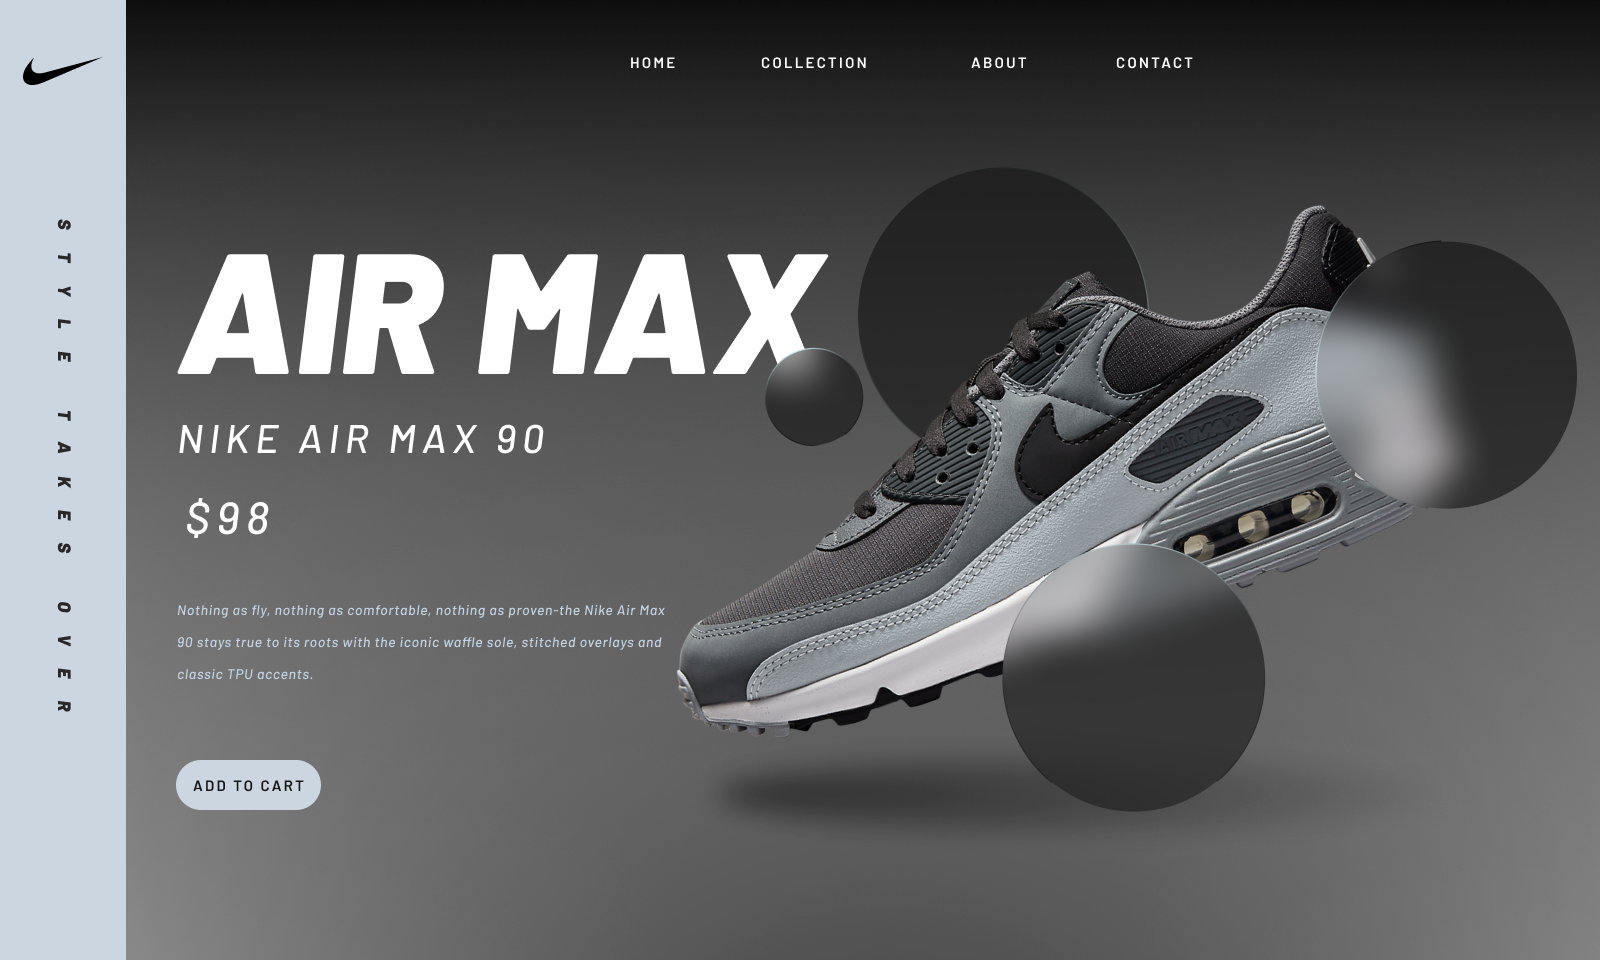 HOME COLLECTION ABOUT CONTACT
STYLE TAKES OVER
AIR MAX
NIKE AIR MAX 90
$98
Nothing as fly, nothing as comfortable, nothing as proven-the Nike Air Max
90 stays true to its roots with the iconic waffle sole, stitched overlays and
classic TPU accents.
ADD TO CART
AIR MAX